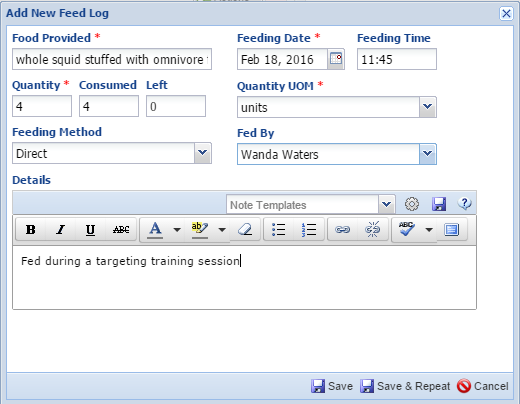 Add New Feed Log
Food Provided * Feeding Date * Feeding Time
whole squid stuffed with omnivore Feb 18, 2016 11:45
Quantity * Consumed Left Quantity UOM *
4 4 0 units
Feeding Method Fed By
Direct Wanda Waters
Details
Note Templates
B I U ABC A ab ABC
Fed during a targeting training session
Save Save & Repeat Cancel